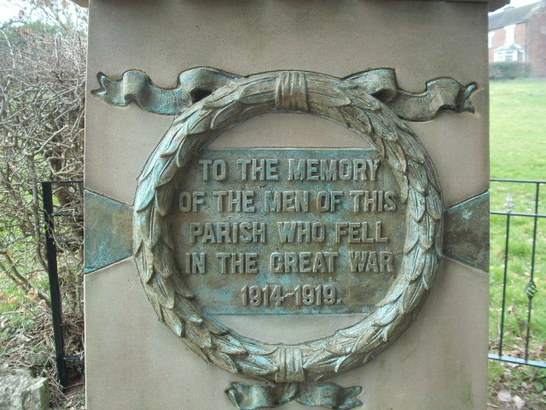 TO THE MEMORY
OF THE MEN OF THIS
PARISH WHO FELL
IN THE GREAT WAR
1914-1919.